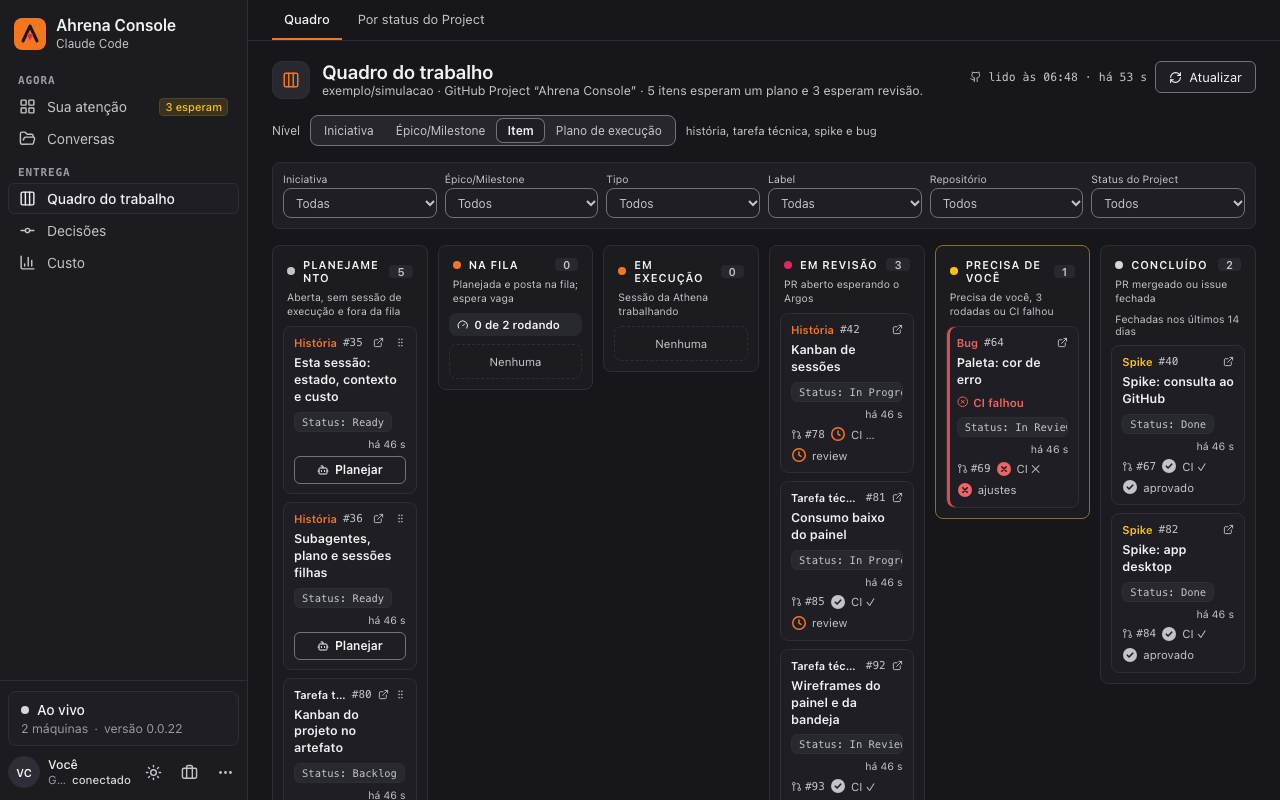 Ahrena Console
Claude Code
AGORA
Sua atenção
3 esperam
Conversas
ENTREGA
Quadro do trabalho
Decisões
Custo
Ao vivo
2 máquinas · versão 0.0.22
VC
Você
G... conectado
Quadro
Por status do Project
Quadro do trabalho
exemplo/simulacao · GitHub Project “Ahrena Console” · 5 itens esperam um plano e 3 esperam revisão.
lido às 06:48 · há 53 s
Atualizar
Nível
Iniciativa
Épico/Milestone
Item
Plano de execução
história, tarefa técnica, spike e bug
Iniciativa
Todas
Épico/Milestone
Todos
Tipo
Todos
Label
Todas
Repositório
Todos
Status do Project
Todos
PLANEJAME
NTO
5
Aberta, sem sessão de
execução e fora da fila
História #35
Esta sessão:
estado, contexto
e custo
Status: Ready
há 46 s
Planejar
História #36
Subagentes,
plano e sessões
filhas
Status: Ready
há 46 s
Planejar
Tarefa t... #80
Kanban do
projeto no
artefato
Status: Backlog
há 46 s
NA FILA
0
Planejada e posta na fila;
espera vaga
0 de 2 rodando
Nenhuma
EM
EXECUÇÃO
0
Sessão da Athena
trabalhando
Nenhuma
EM REVISÃO
3
PR aberto esperando o
Argos
História #42
Kanban de
sessões
Status: In Progre
há 46 s
#78 CI ...
review
Tarefa téc... #81
Consumo baixo
do painel
Status: In Progre
há 46 s
#85 CI ✓
review
Tarefa téc... #92
Wireframes do
painel e da
bandeja
Status: In Review
há 46 s
#93 CI ✓
PRECISA DE
VOCÊ
1
Precisa de você, 3
rodadas ou CI falhou
Bug #64
Paleta: cor de
erro
CI falhou
Status: In Review
há 46 s
#69 CI ✕
ajustes
CONCLUÍDO
2
PR mergeado ou issue
fechada
Fechadas nos últimos 14
dias
Spike #40
Spike: consulta ao
GitHub
Status: Done
há 46 s
#67 CI ✓
aprovado
Spike #82
Spike: app
desktop
Status: Done
há 46 s
#84 CI ✓
aprovado